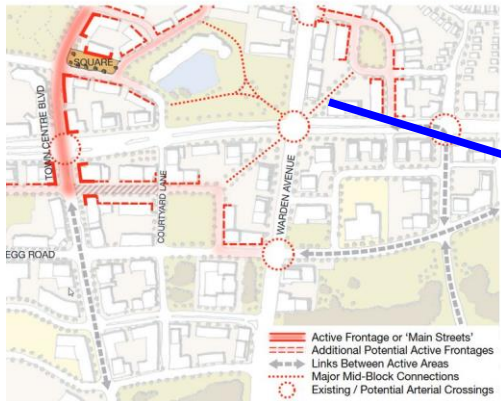 SQUARE
TOWN CENTRE BLVD
COURTYARD LANE
WARDEN AVENUE
EGG ROAD
Active Frontage or 'Main Streets'
Additional Potential Active Frontages
Links Between Active Areas
Major Mid-Block Connections
Existing / Potential Arterial Crossings